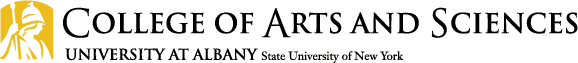 COLLEGE OF ARTS AND SCIENCES
UNIVERSITY AT ALBANY State University of New York